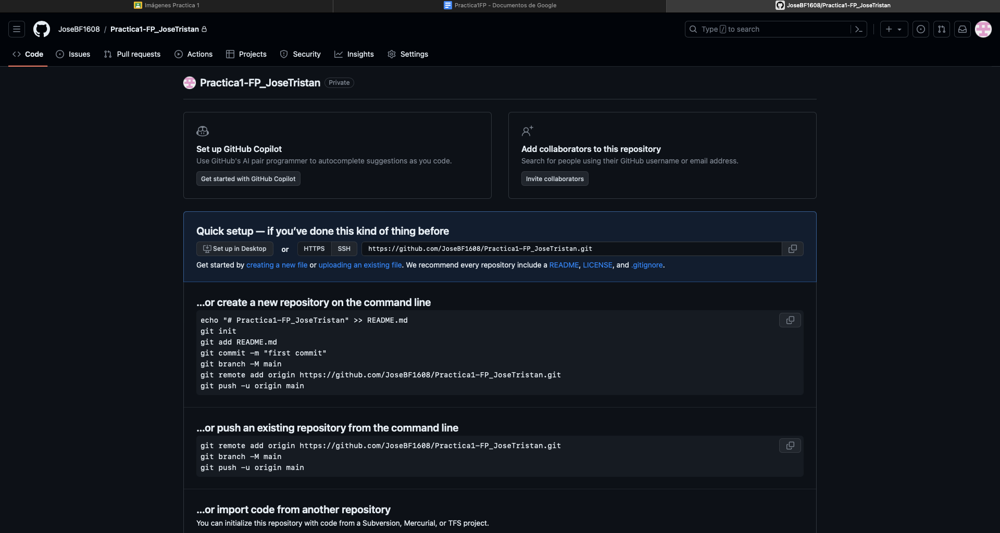 Imágenes Practica 1
Practica1FP - Documentos de Google
JoseBF1608/Practica1-FP_JoseTristan
JoseBF1608 / Practica1-FP_JoseTristan
Type / to search
Code
Issues
Pull requests
Actions
Projects
Security
Insights
Settings
Practica1-FP_JoseTristan Private
Set up GitHub Copilot
Use GitHub's AI pair programmer to autocomplete suggestions as you code.
Get started with GitHub Copilot
Add collaborators to this repository
Search for people using their GitHub username or email address.
Invite collaborators
Quick setup — if you’ve done this kind of thing before
Set up in Desktop or HTTPS SSH https://github.com/JoseBF1608/Practica1-FP_JoseTristan.git
Get started by creating a new file or uploading an existing file. We recommend every repository include a README, LICENSE, and .gitignore.
…or create a new repository on the command line
echo "# Practica1-FP_JoseTristan" >> README.md
git init
git add README.md
git commit -m "first commit"
git branch -M main
git remote add origin https://github.com/JoseBF1608/Practica1-FP_JoseTristan.git
git push -u origin main
…or push an existing repository from the command line
git remote add origin https://github.com/JoseBF1608/Practica1-FP_JoseTristan.git
git branch -M main
git push -u origin main
…or import code from another repository
You can initialize this repository with code from a Subversion, Mercurial, or TFS project.